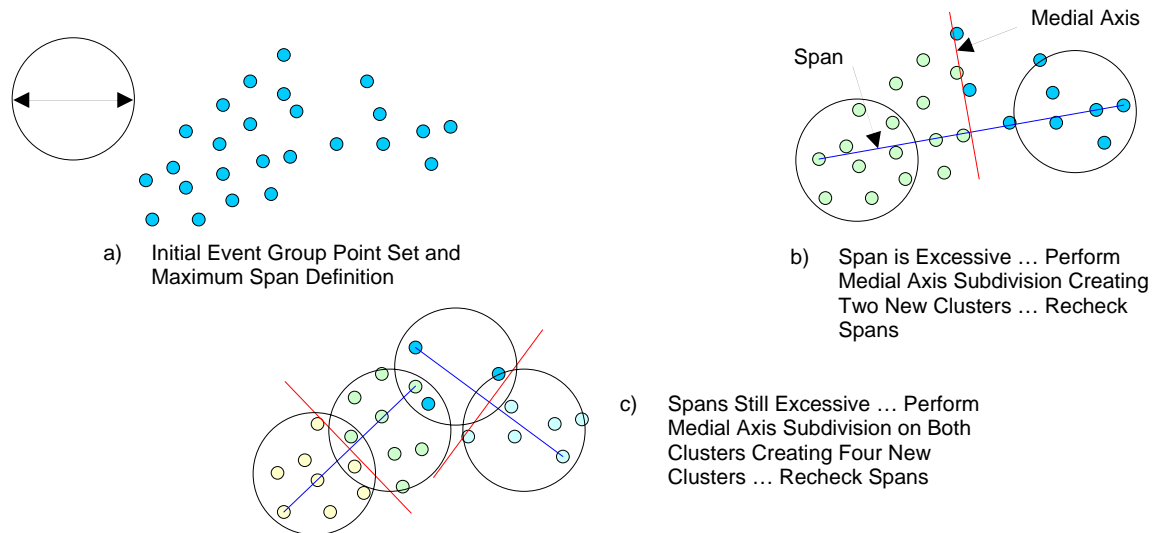 Medial Axis
Span
a) Initial Event Group Point Set and
Maximum Span Definition
b) Span is Excessive … Perform
Medial Axis Subdivision Creating
Two New Clusters … Recheck
Spans
c) Spans Still Excessive … Perform
Medial Axis Subdivision on Both
Clusters Creating Four New
Clusters … Recheck Spans